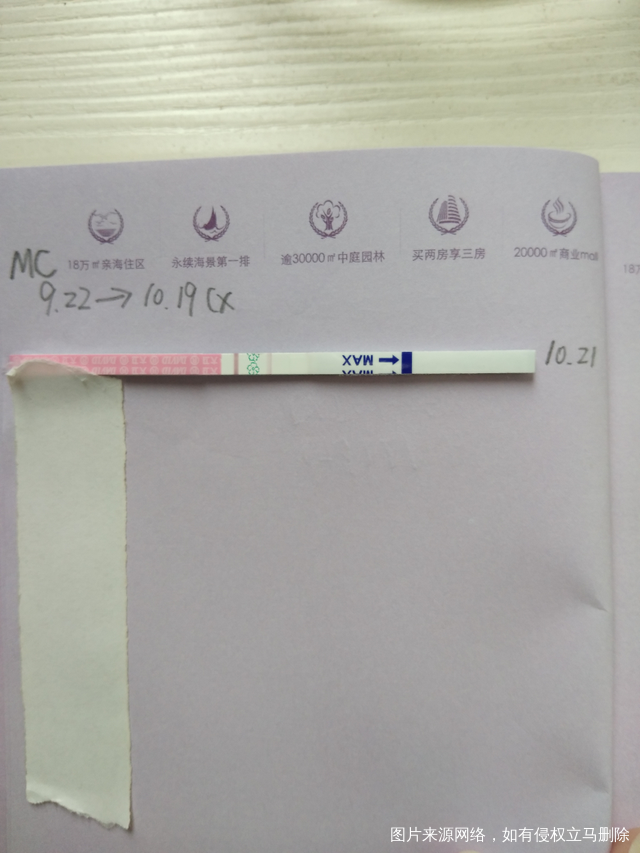 18万㎡亲海住区
永续海景第一排
逾30000㎡中庭园林
买两房享三房
20000㎡商业mall
187
MC
9.22→10.19 Cx
10.21
MAX
MAX
图片来源网络，如有侵权立马删除